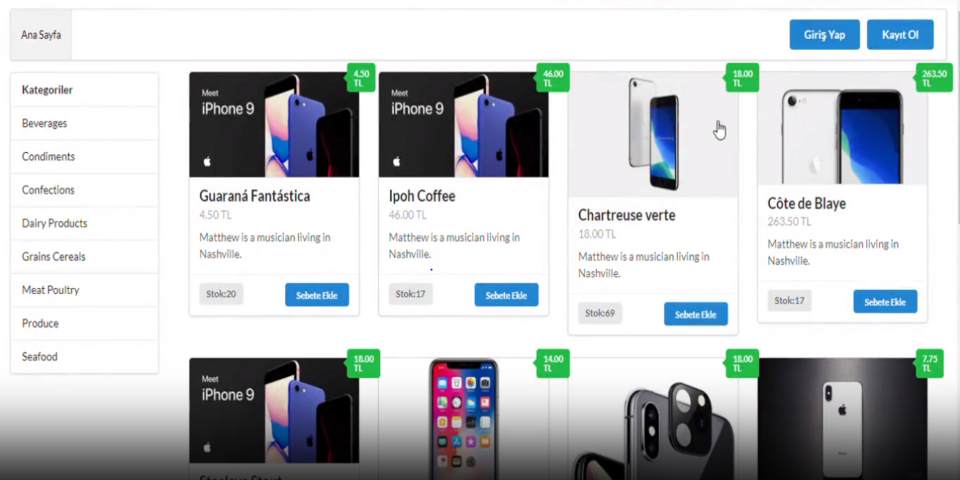 Ana Sayfa
Giriş Yap
Kayıt Ol
Kategoriler
Beverages
Condiments
Confections
Dairy Products
Grains Cereals
Meat Poultry
Produce
Seafood
4.50
TL
Meet
iPhone 9
Guaraná Fantástica
4.50 TL
Matthew is a musician living in
Nashville.
Stok:20
Sebete Ekle
46.00
TL
Meet
iPhone 9
Ipoh Coffee
46.00 TL
Matthew is a musician living in
Nashville.
Stok:17
Sebete Ekle
18.00
TL
Chartreuse verte
18.00 TL
Matthew is a musician living in
Nashville.
Stok:69
Sebete Ekle
263.50
TL
Côte de Blaye
263.50 TL
Matthew is a musician living in
Nashville.
Stok:17
Sebete Ekle
18.00
TL
Meet
iPhone 9
14.00
TL
18.00
TL
7.75
TL